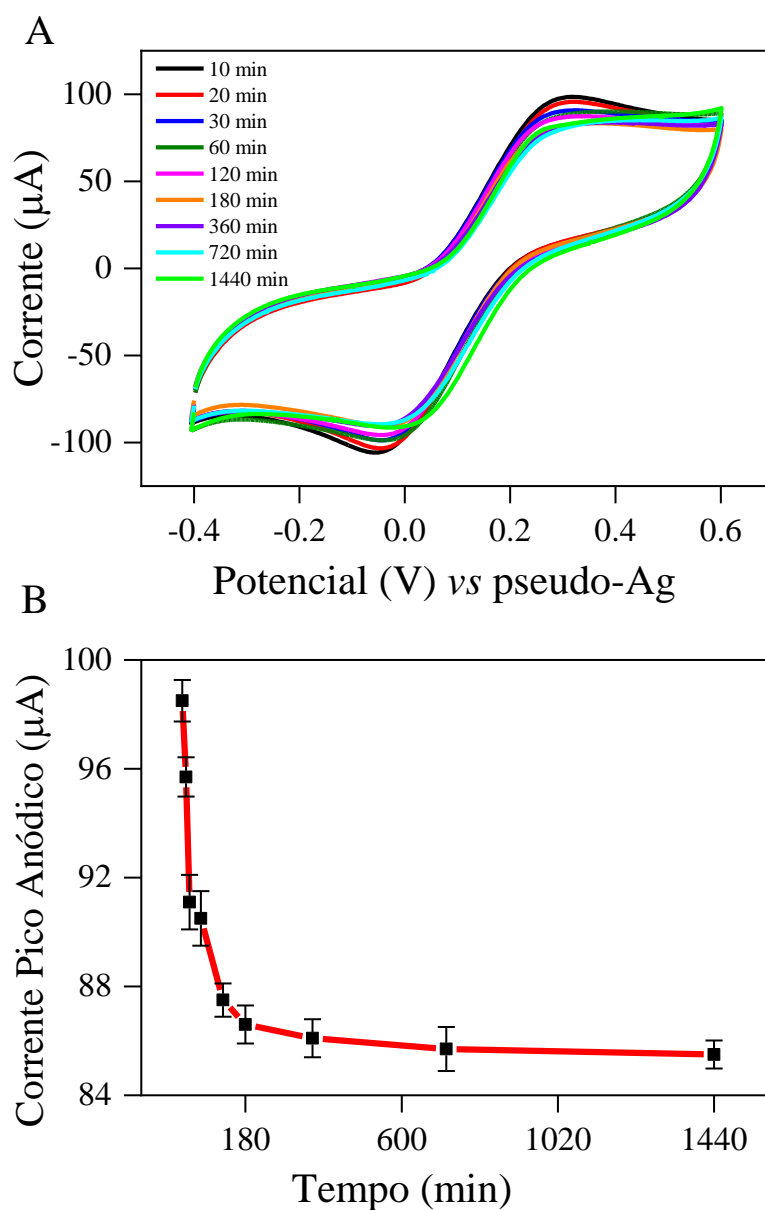 A
100
50
0
-50
-100
Corrente (µA)
10 min
20 min
30 min
60 min
120 min
180 min
360 min
720 min
1440 min
-0.4
-0.2
0.0
0.2
0.4
0.6
Potencial (V) vs pseudo-Ag
B
100
96
92
88
84
Corrente Pico Anódico (µA)
180
600
1020
1440
Tempo (min)